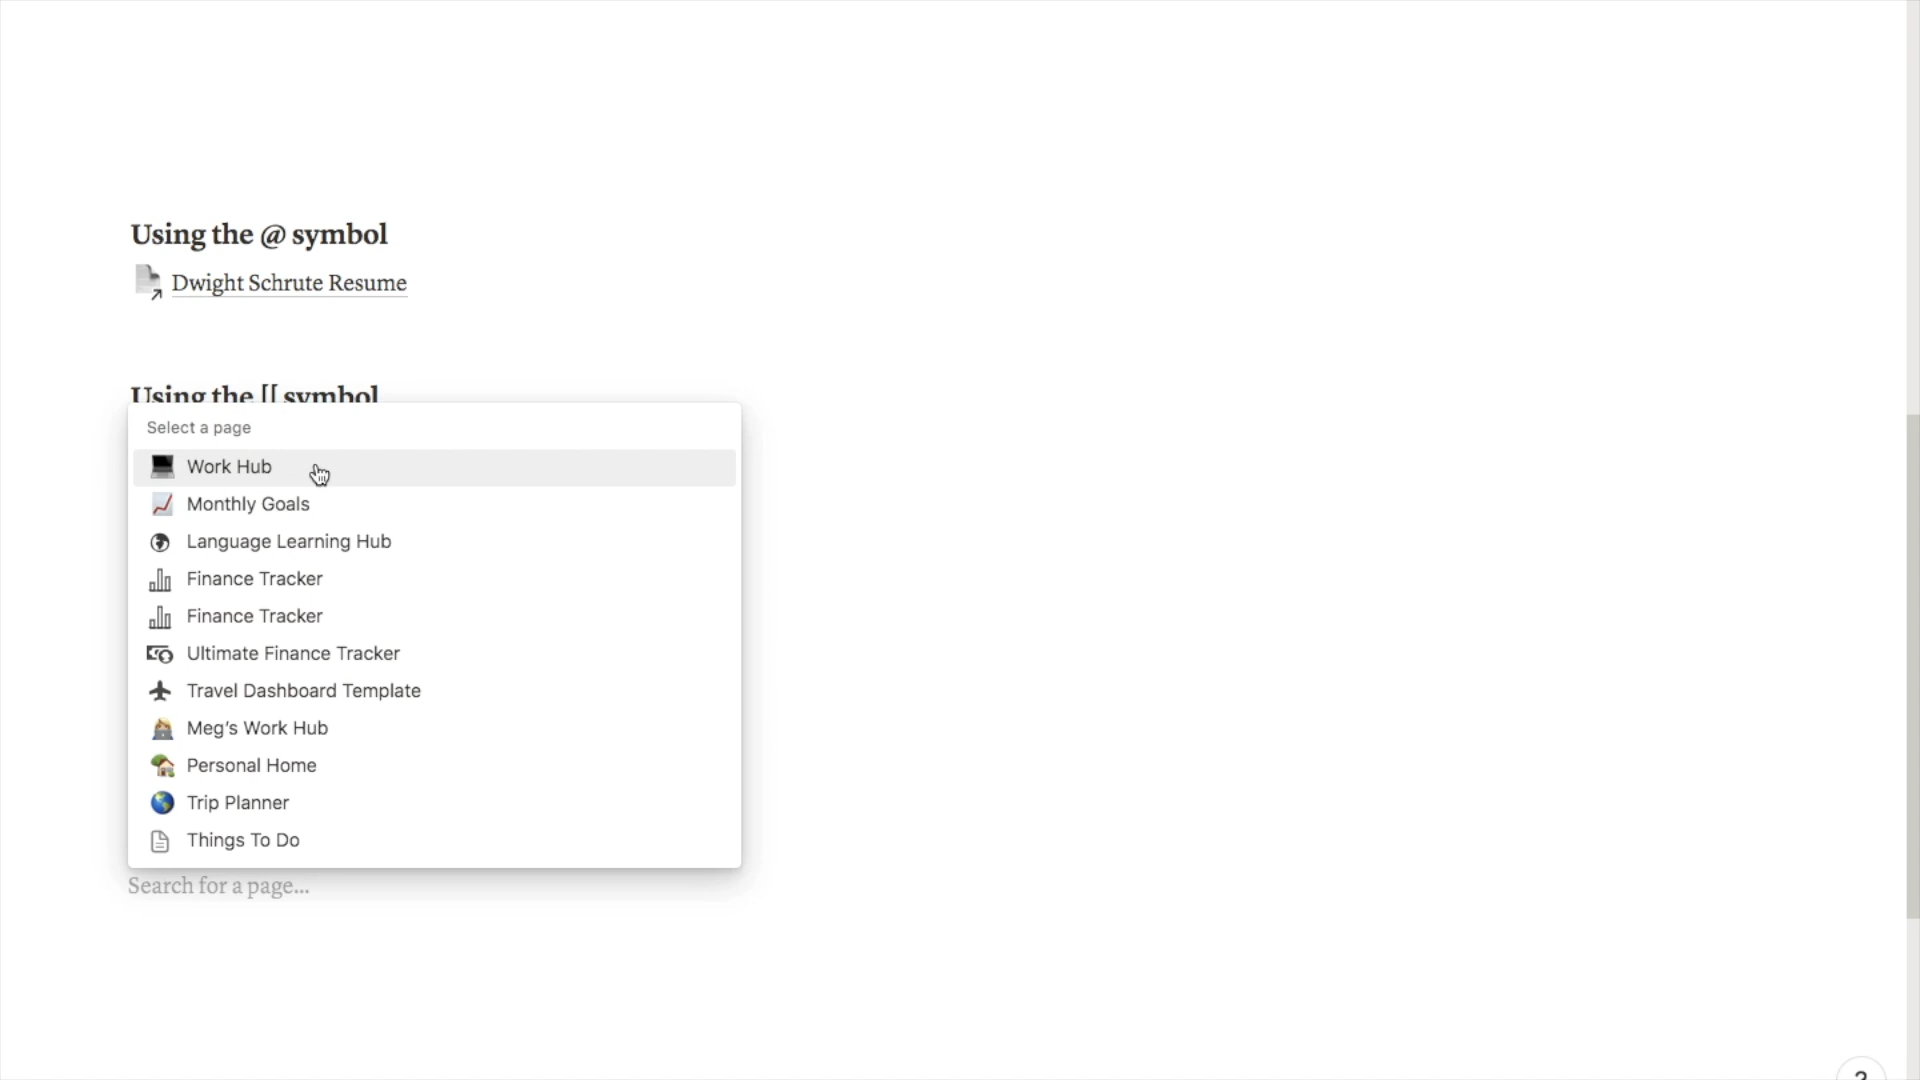 Using the @ symbol
Dwight Schrute Resume
Using the [[ symbol
Select a page
Work Hub
Monthly Goals
Language Learning Hub
Finance Tracker
Finance Tracker
Ultimate Finance Tracker
Travel Dashboard Template
Meg's Work Hub
Personal Home
Trip Planner
Things To Do
Search for a page...
?